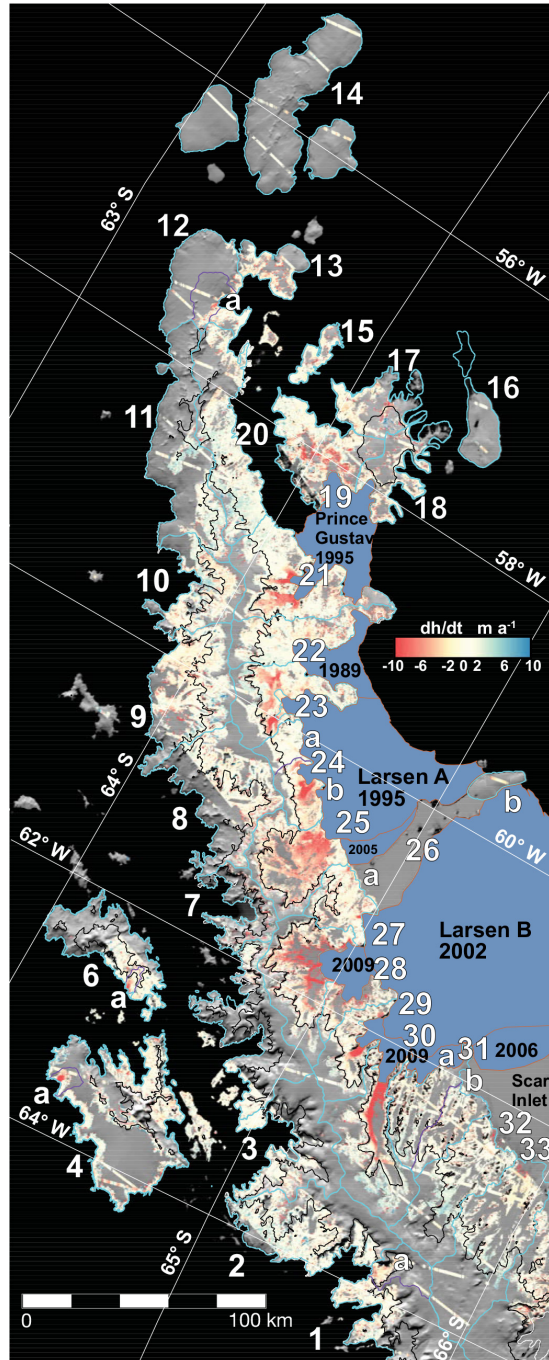 14
63° S
12
13
56° W
a
15
17
16
11
20
19
18
Prince
Gustav
1995
21
10
58° W
dh/dt m a⁻¹
-10 -6 -2 0 2 6 10
22
1989
23
9
a
64° S
24
Larsen A
1995
b
b
8
25
60° W
62° W
2005
26
a
7
27
Larsen B
2002
6
2009
28
a
29
30
a
2009
a
31
2006
b
Scar
Inlet
64° W
32
3
4
33
65° S
2
a
0 100 km
1
66° S